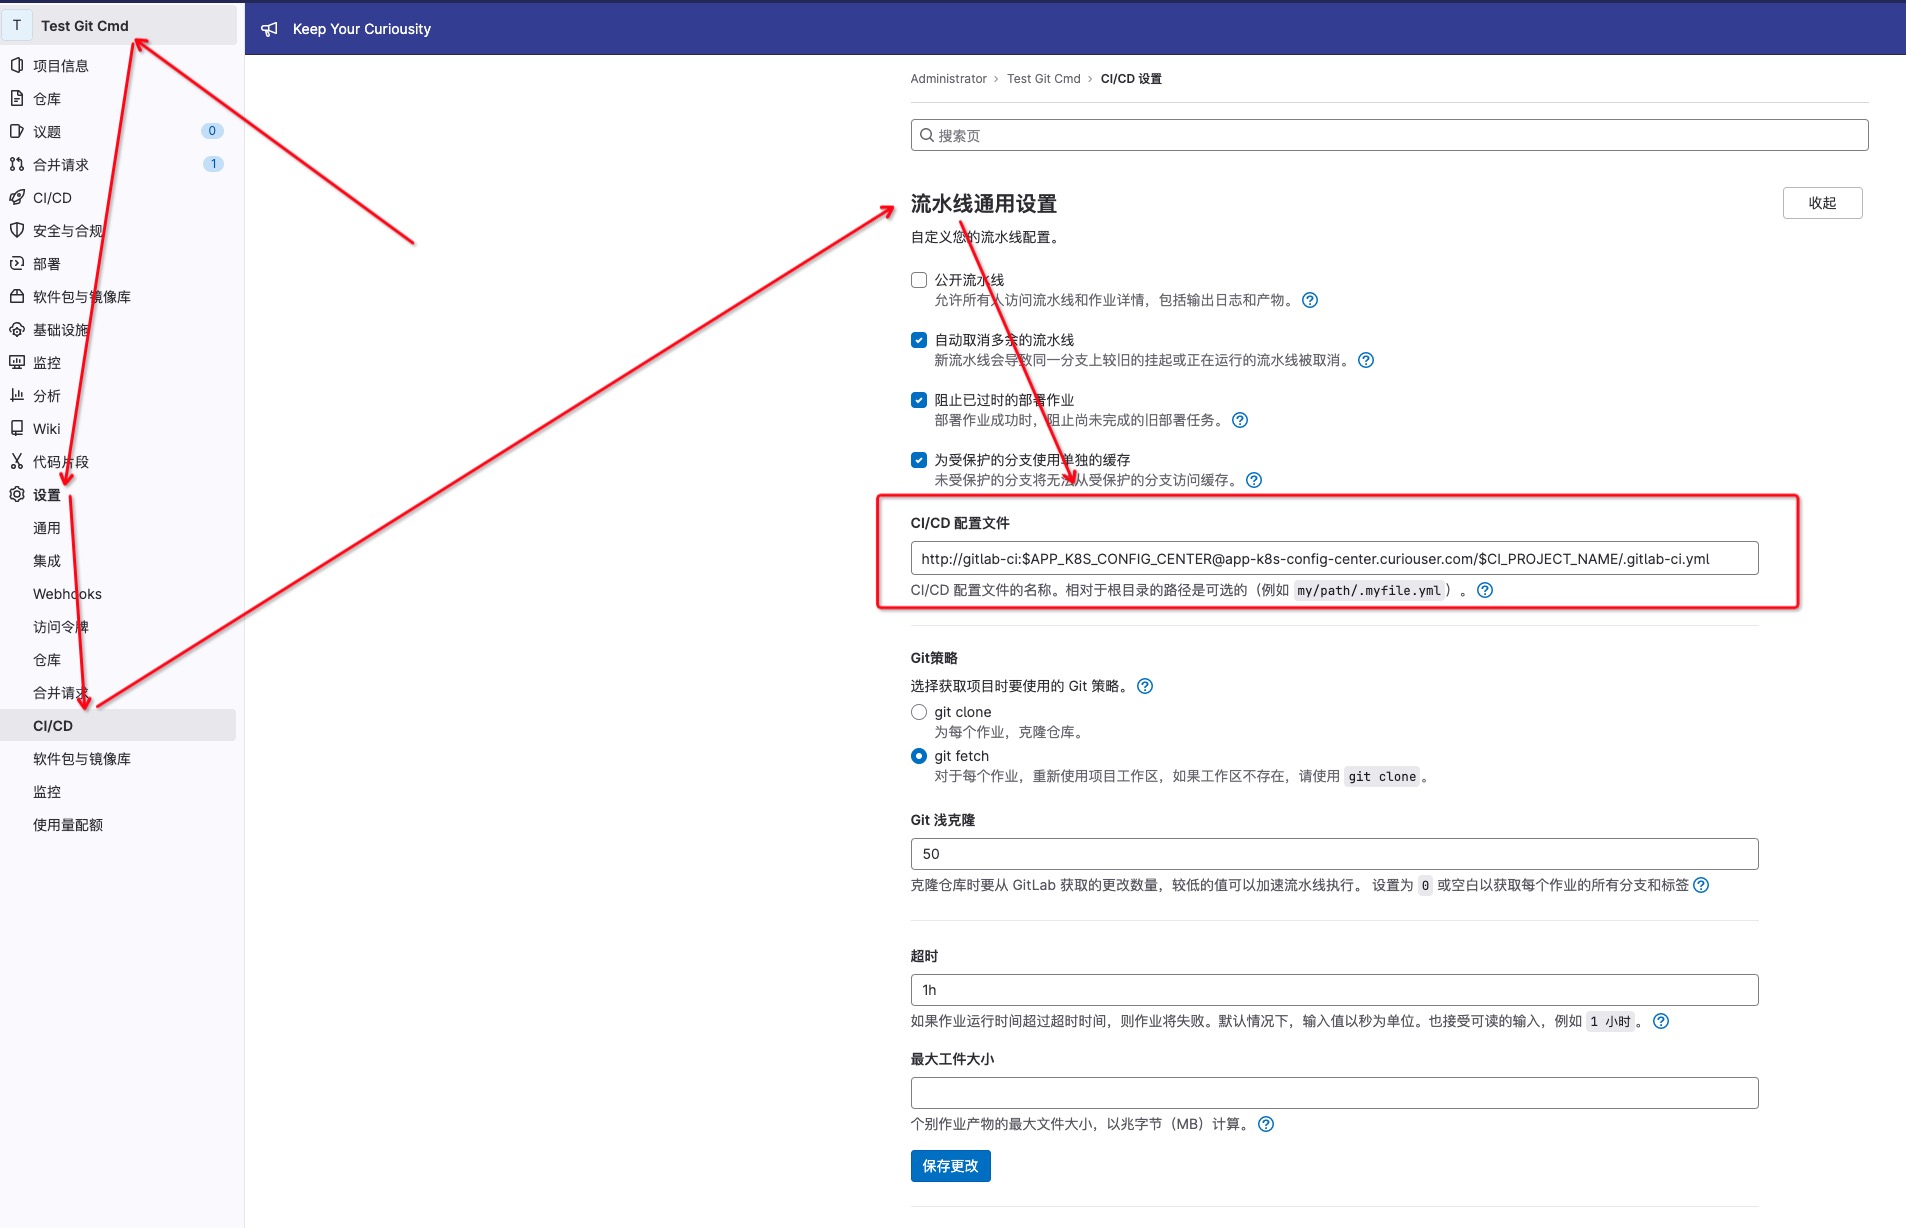 T Test Git Cmd
项目信息
仓库
议题 0
合并请求 1
CI/CD
安全与合规
部署
软件包与镜像库
基础设施
监控
分析
Wiki
代码片段
设置
通用
集成
Webhooks
访问令牌
仓库
合并请求
CI/CD
软件包与镜像库
监控
使用量配额
Keep Your Curiousity
Administrator › Test Git Cmd › CI/CD 设置
搜索页
流水线通用设置
收起
自定义您的流水线配置。
公开流水线
允许所有人访问流水线和作业详情，包括输出日志和产物。
自动取消多余的流水线
新流水线会导致同一分支上较旧的挂起或正在运行的流水线被取消。
阻止已过时的部署作业
部署作业成功时，阻止尚未完成的旧部署任务。
为受保护的分支使用单独的缓存
未受保护的分支将无法从受保护的分支访问缓存。
CI/CD 配置文件
http://gitlab-ci:$APP_K8S_CONFIG_CENTER@app-k8s-config-center.curiouser.com/$CI_PROJECT_NAME/.gitlab-ci.yml
CI/CD 配置文件的名称。相对于根目录的路径是可选的（例如 my/path/.myfile.yml ）。
Git策略
选择获取项目时要使用的 Git 策略。
git clone
为每个作业，克隆仓库。
git fetch
对于每个作业，重新使用项目工作区，如果工作区不存在，请使用 git clone 。
Git 浅克隆
50
克隆仓库时要从 GitLab 获取的更改数量，较低的值可以加速流水线执行。 设置为 0 或空白以获取每个作业的所有分支和标签
超时
1h
如果作业运行时间超过超时时间，则作业将失败。默认情况下，输入值以秒为单位。也接受可读的输入，例如 1 小时 。
最大工件大小
个别作业产物的最大文件大小，以兆字节（MB）计算。
保存更改